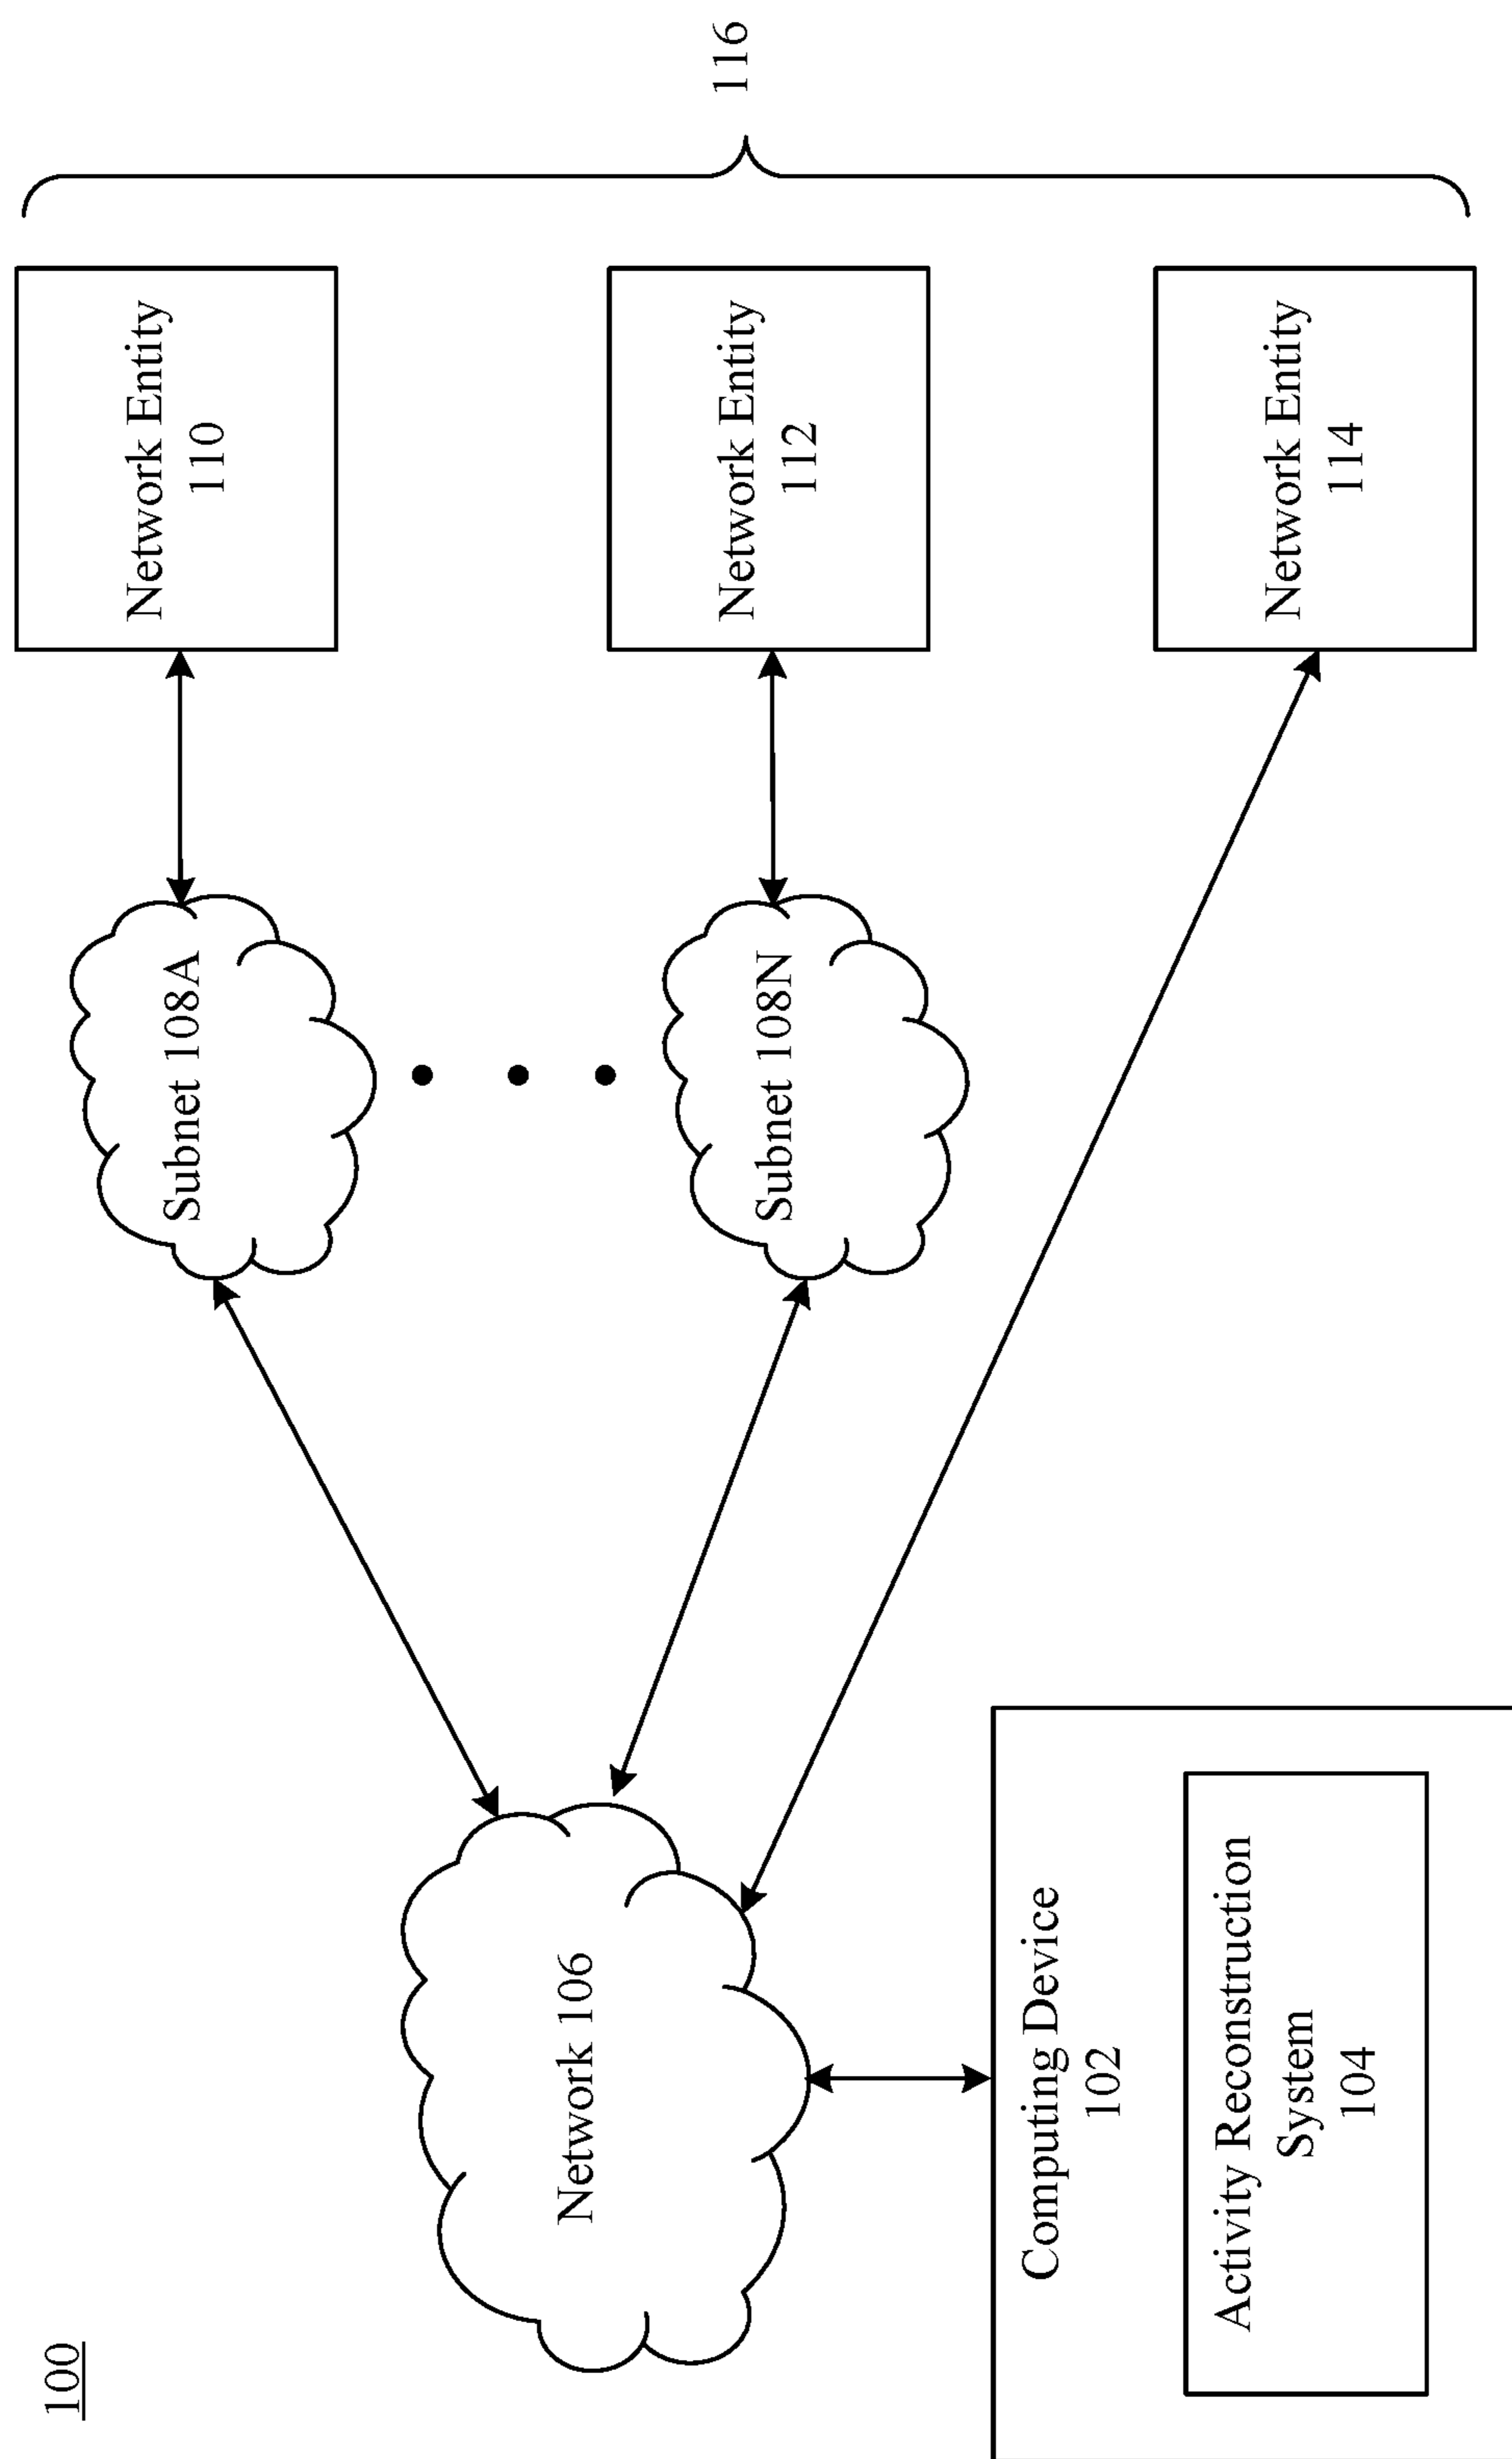 100
Network 106
Subnet 108A
Subnet 108N
Network Entity
110
Network Entity
112
Network Entity
114
116
Computing Device
102
Activity Reconstruction
System
104